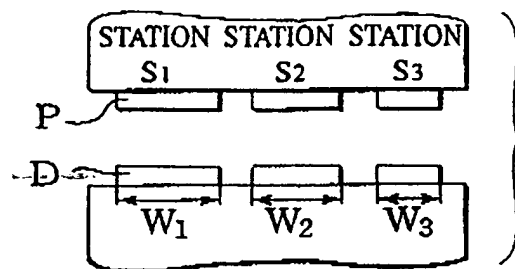 STATION STATION STATION
S1 S2 S3
P
D
W1 W2 W3